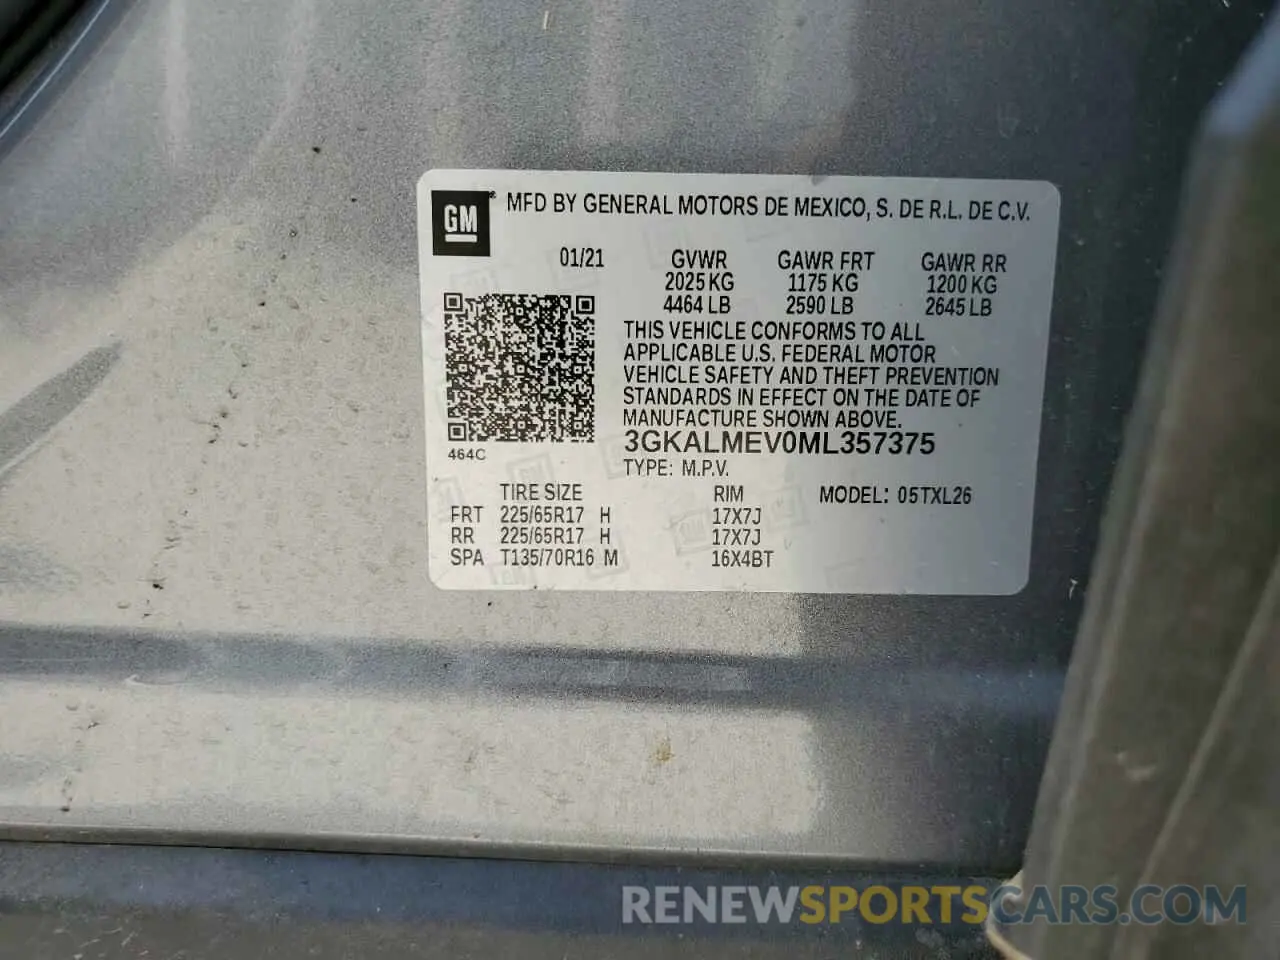 GM® MFD BY GENERAL MOTORS DE MEXICO, S. DE R.L. DE C.V.
01/21 GVWR GAWR FRT GAWR RR
2025 KG 1175 KG 1200 KG
4464 LB 2590 LB 2645 LB
THIS VEHICLE CONFORMS TO ALL
APPLICABLE U.S. FEDERAL MOTOR
VEHICLE SAFETY AND THEFT PREVENTION
STANDARDS IN EFFECT ON THE DATE OF
MANUFACTURE SHOWN ABOVE.
3GKALMEV0ML357375
464C
TYPE: M.P.V.
TIRE SIZE RIM MODEL: 05TXL26
FRT 225/65R17 H 17X7J
RR 225/65R17 H 17X7J
SPA T135/70R16 M 16X4BT
RENEWSPORTSCARS.COM